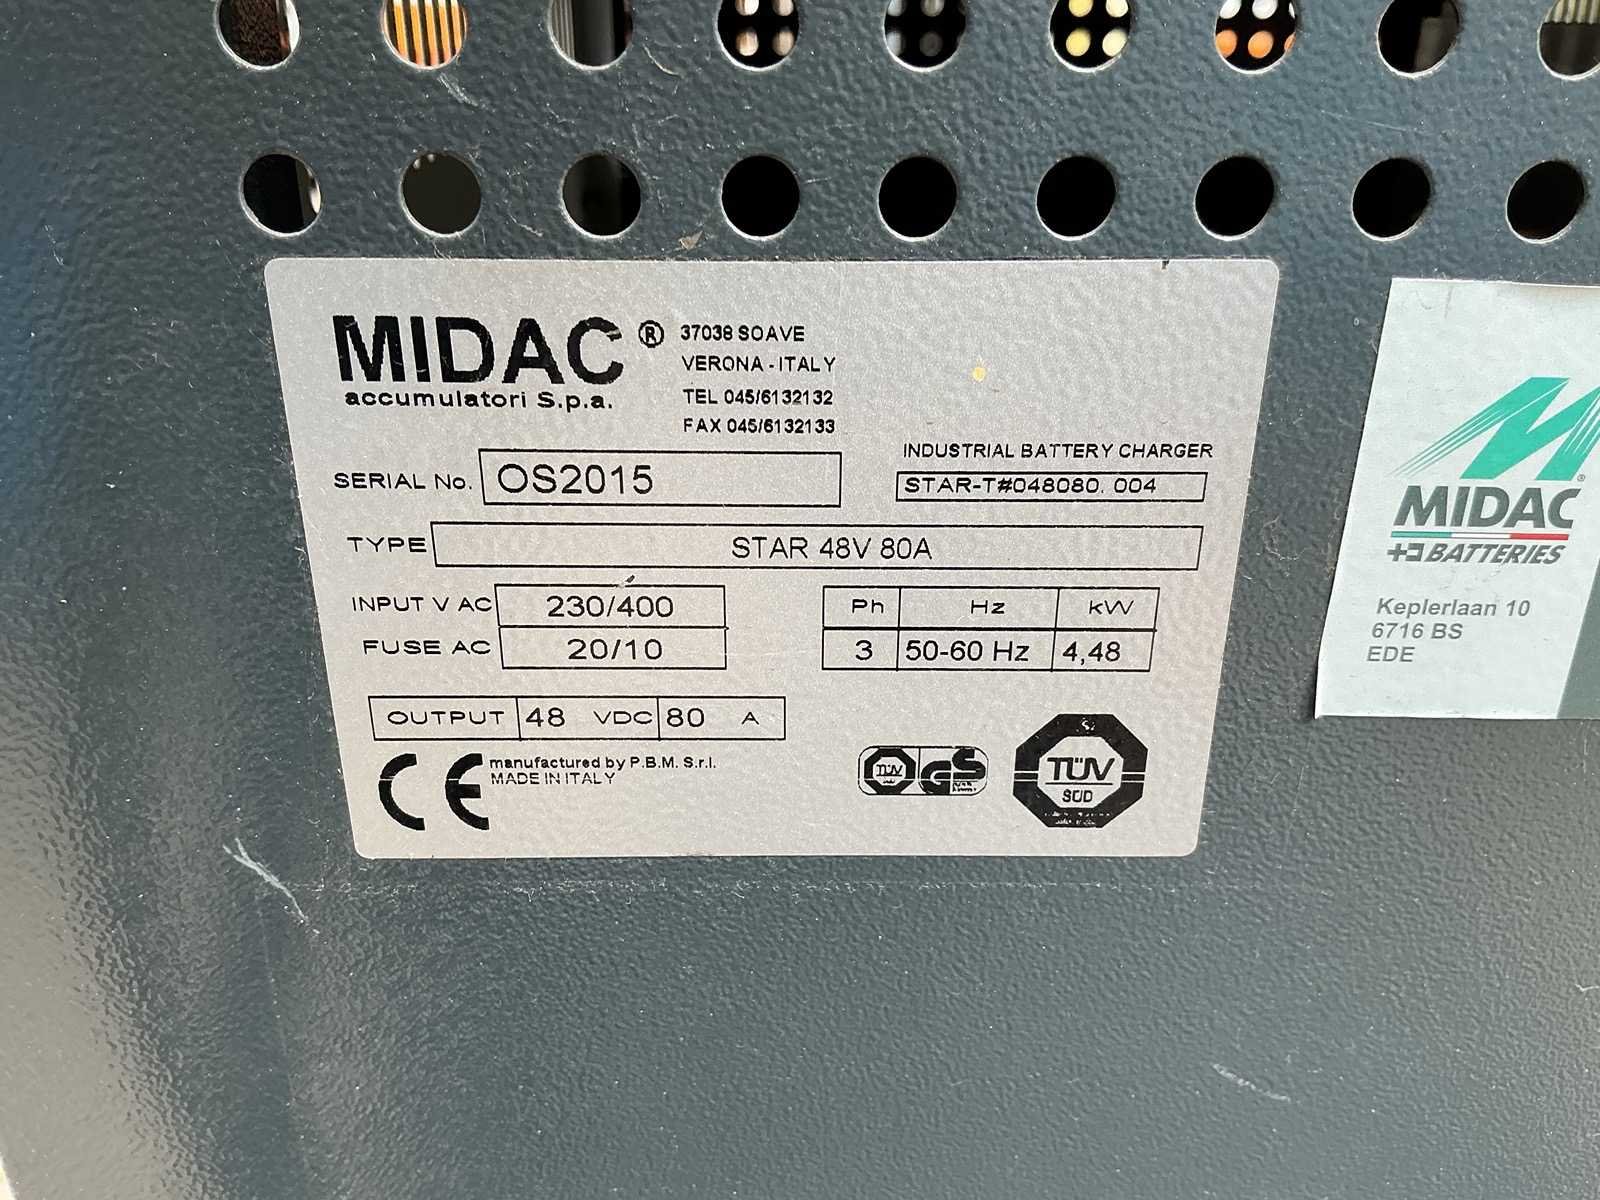 MIDAC ®
accumulatori S.p.a.
37038 SOAVE
VERONA - ITALY
TEL 045/6132132
FAX 045/6132133
SERIAL No. OS2015
INDUSTRIAL BATTERY CHARGER
STAR-T#048080. 004
TYPE STAR 48V 80A
INPUT V AC 230/400
FUSE AC 20/10
Ph Hz kW
3 50-60 Hz 4,48
OUTPUT 48 VDC 80 A
CE manufactured by P.B.M. S.r.l.
MADE IN ITALY
TÜV GS
TÜV
SÜD
MIDAC ®
BATTERIES
Keplerlaan 10
6716 BS
EDE